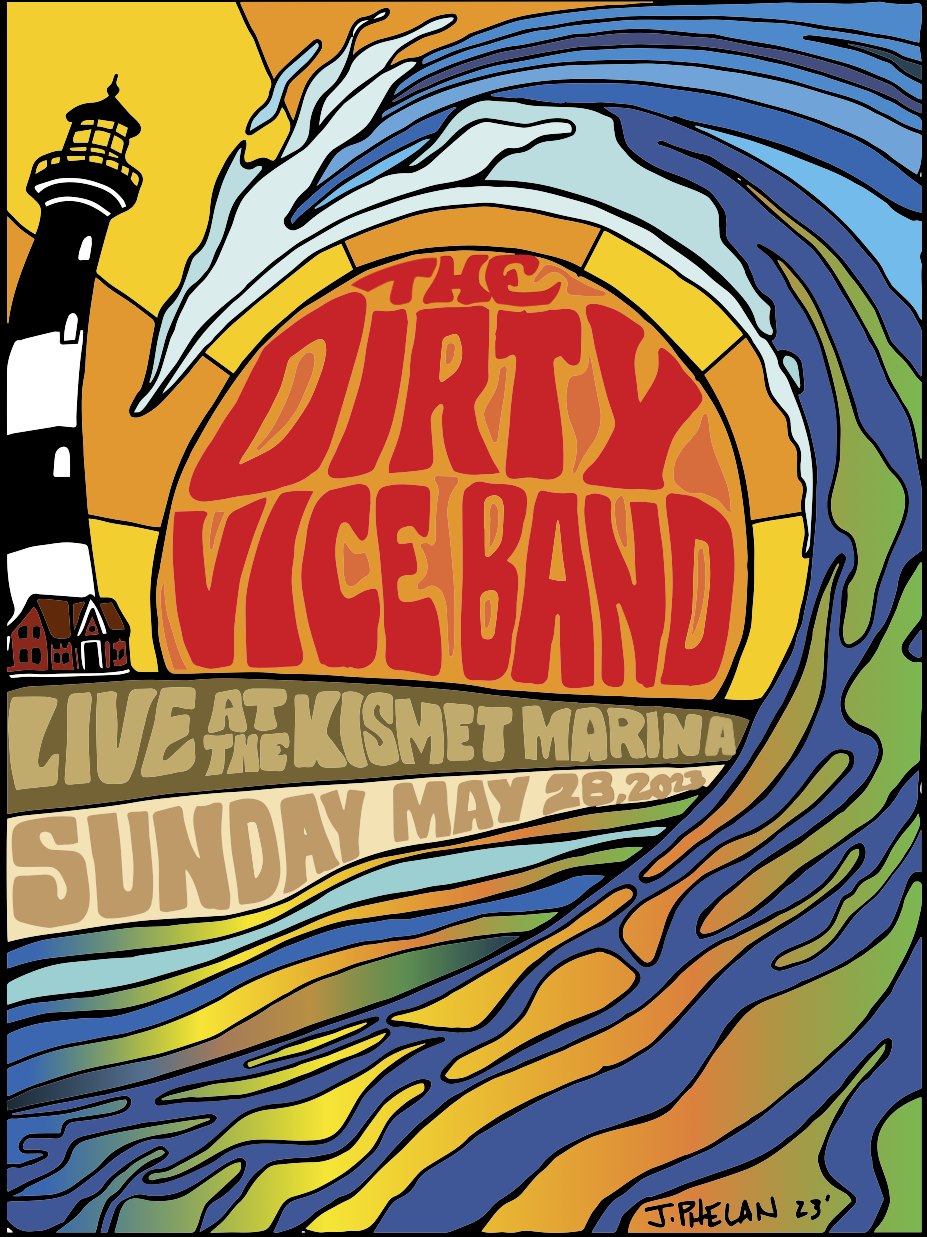 THE
DIRTY
VICE BAND
LIVE AT THE KISMET MARINA
SUNDAY MAY 28, 2023
J. PHELAN 23'